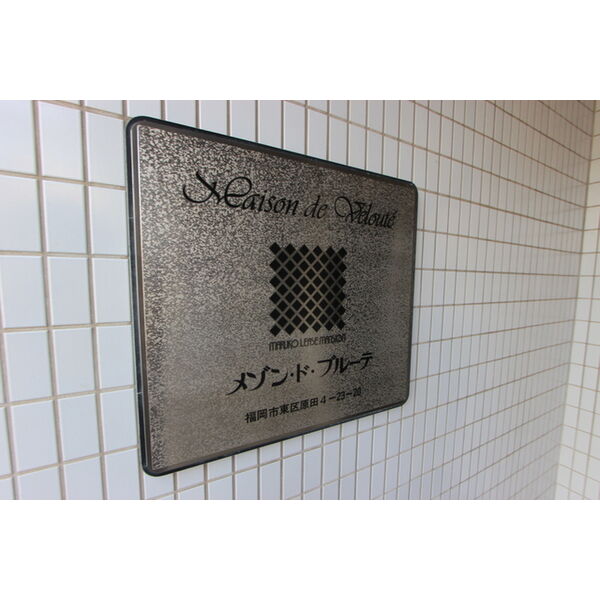 Maison de Velouté
MARUKO LEASE MANSION
メゾン・ド・ブルーテ
福岡市東区原田4-23-20